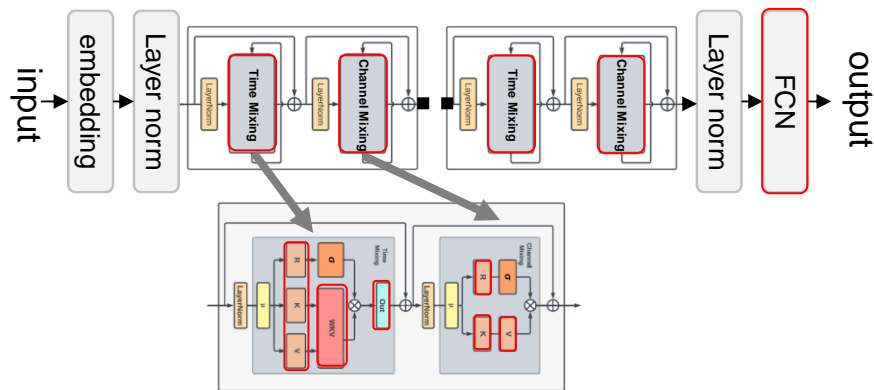 input
embedding
Layer norm
LayerNorm
Time Mixing
LayerNorm
Channel Mixing
LayerNorm
Time Mixing
LayerNorm
Channel Mixing
Layer norm
FCN
output
LayerNorm
μ
R
K
V
σ
WKV
Out
Time
Mixing
LayerNorm
μ
R
K
σ
V
Channel
Mixing